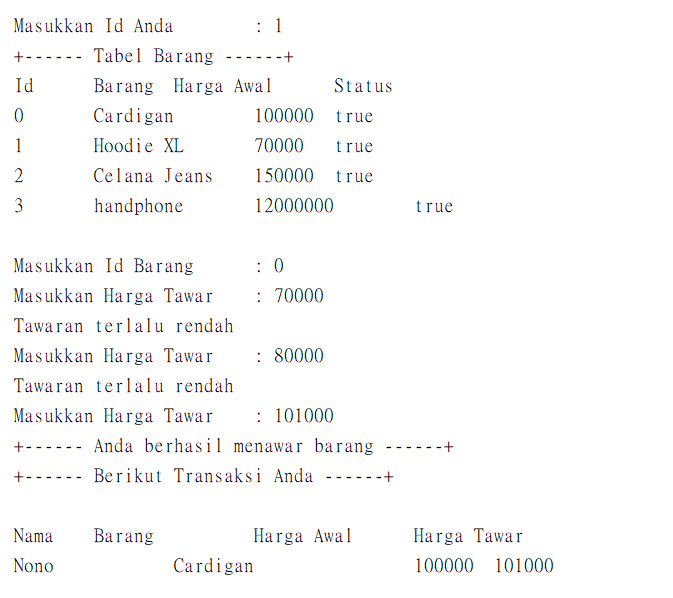 Masukkan Id Anda : 1
+------ Tabel Barang ------+
Id Barang Harga Awal Status
0 Cardigan 100000 true
1 Hoodie XL 70000 true
2 Celana Jeans 150000 true
3 handphone 12000000 true
Masukkan Id Barang : 0
Masukkan Harga Tawar : 70000
Tawaran terlalu rendah
Masukkan Harga Tawar : 80000
Tawaran terlalu rendah
Masukkan Harga Tawar : 101000
+------ Anda berhasil menawar barang ------+
+------ Berikut Transaksi Anda ------+
Nama Barang Harga Awal Harga Tawar
Nono Cardigan 100000 101000